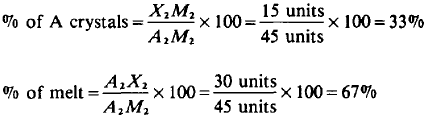 % of A crystals = X₂M₂/A₂M₂ × 100 = 15 units/45 units × 100 = 33%
% of melt = A₂X₂/A₂M₂ × 100 = 30 units/45 units × 100 = 67%